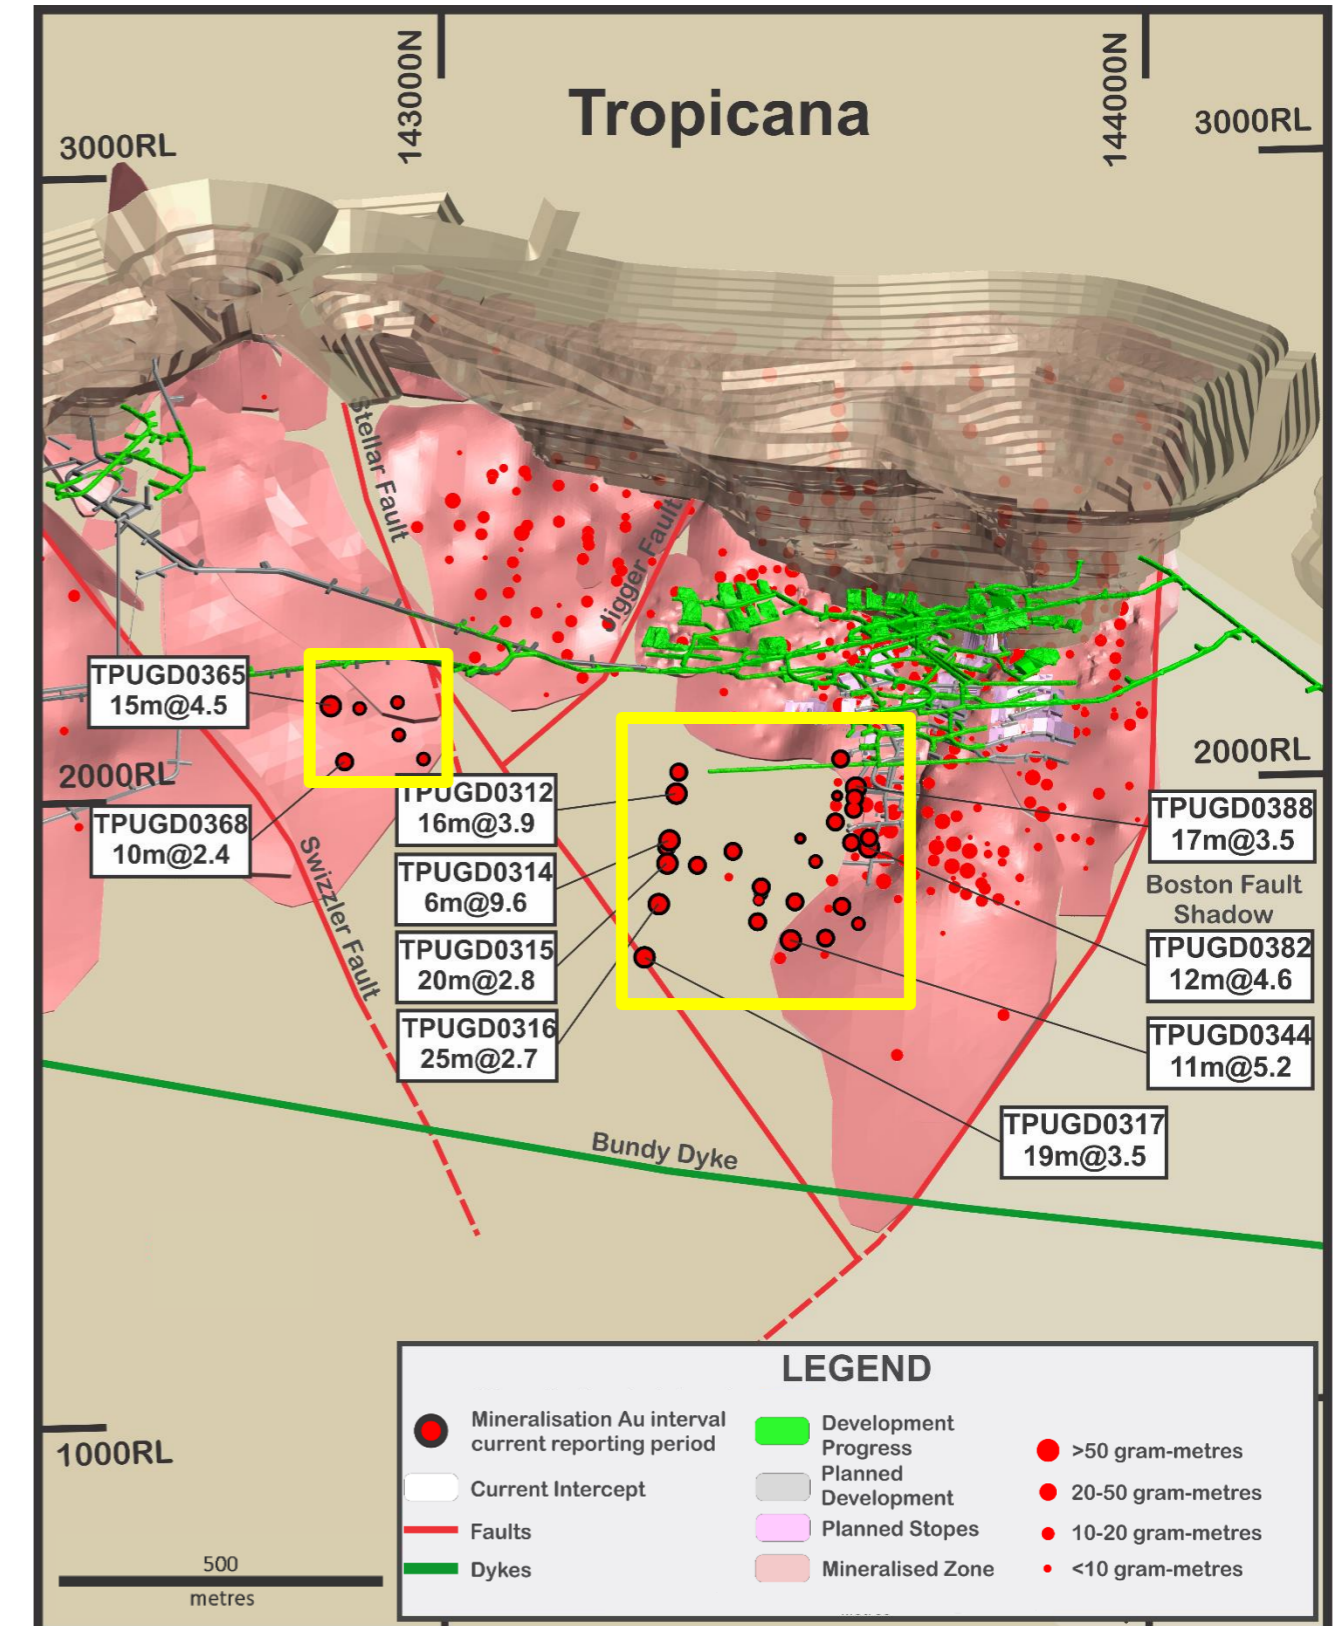 143000N
144000N
Tropicana
3000RL
3000RL
Stellar Fault
Jigger Fault
TPUGD0365
15m@4.5
2000RL
2000RL
TPUGD0312
16m@3.9
TPUGD0388
17m@3.5
TPUGD0368
10m@2.4
Swizzler Fault
TPUGD0314
6m@9.6
Boston Fault
Shadow
TPUGD0315
20m@2.8
TPUGD0382
12m@4.6
TPUGD0316
25m@2.7
TPUGD0344
11m@5.2
TPUGD0317
19m@3.5
Bundy Dyke
1000RL
LEGEND
Mineralisation Au interval
current reporting period
Current Intercept
Faults
Dykes
Development
Progress
Planned
Development
Planned Stopes
Mineralised Zone
>50 gram-metres
20-50 gram-metres
10-20 gram-metres
<10 gram-metres
500
metres